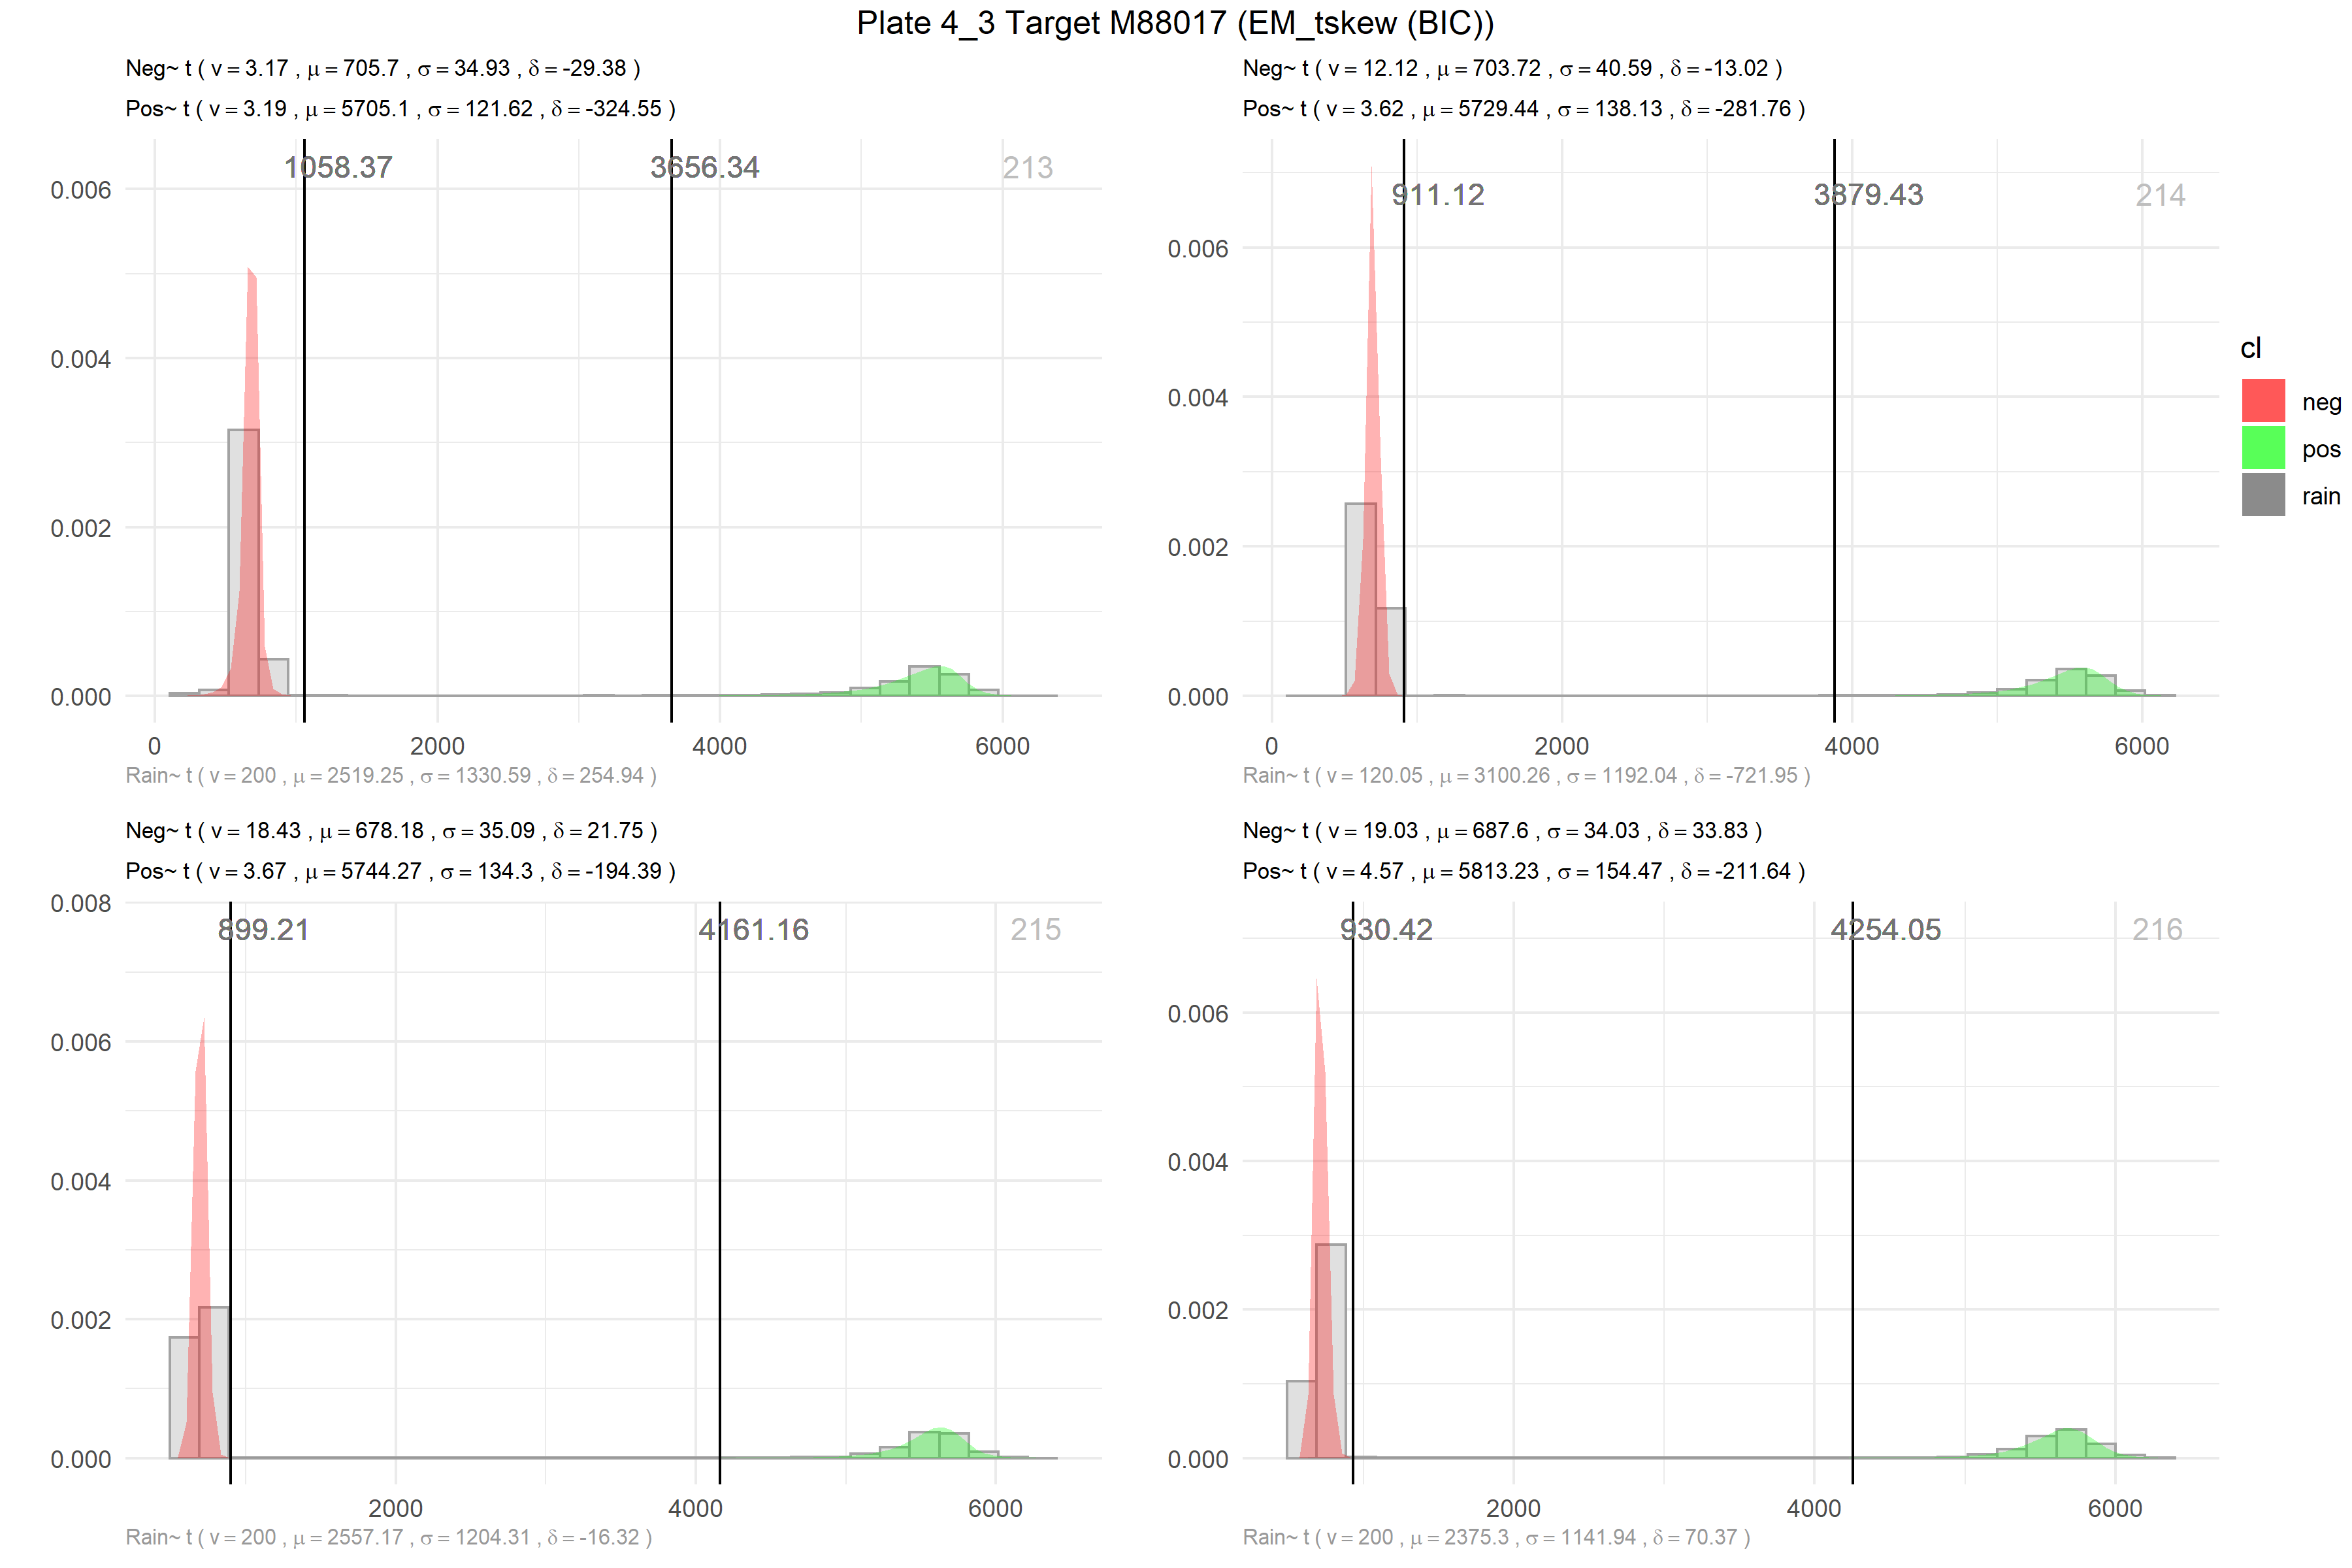 Plate 4_3 Target M88017 (EM_tskew (BIC))
Neg~ t ( v = 3.17 , μ = 705.7 , σ = 34.93 , δ = -29.38 )
Pos~ t ( v = 3.19 , μ = 5705.1 , σ = 121.62 , δ = -324.55 )
1058.37 3656.34 213
0.006
0.004
0.002
0.000
0 2000 4000 6000
Rain~ t ( v = 200 , μ = 2519.25 , σ = 1330.59 , δ = 254.94 )
Neg~ t ( v = 12.12 , μ = 703.72 , σ = 40.59 , δ = -13.02 )
Pos~ t ( v = 3.62 , μ = 5729.44 , σ = 138.13 , δ = -281.76 )
911.12 3879.43 214
0.006
0.004
0.002
0.000
0 2000 4000 6000
Rain~ t ( v = 120.05 , μ = 3100.26 , σ = 1192.04 , δ = -721.95 )
cl
neg
pos
rain
Neg~ t ( v = 18.43 , μ = 678.18 , σ = 35.09 , δ = 21.75 )
Pos~ t ( v = 3.67 , μ = 5744.27 , σ = 134.3 , δ = -194.39 )
0.008
899.21 4161.16 215
0.006
0.004
0.002
0.000
2000 4000 6000
Rain~ t ( v = 200 , μ = 2557.17 , σ = 1204.31 , δ = -16.32 )
Neg~ t ( v = 19.03 , μ = 687.6 , σ = 34.03 , δ = 33.83 )
Pos~ t ( v = 4.57 , μ = 5813.23 , σ = 154.47 , δ = -211.64 )
930.42 4254.05 216
0.006
0.004
0.002
0.000
2000 4000 6000
Rain~ t ( v = 200 , μ = 2375.3 , σ = 1141.94 , δ = 70.37 )